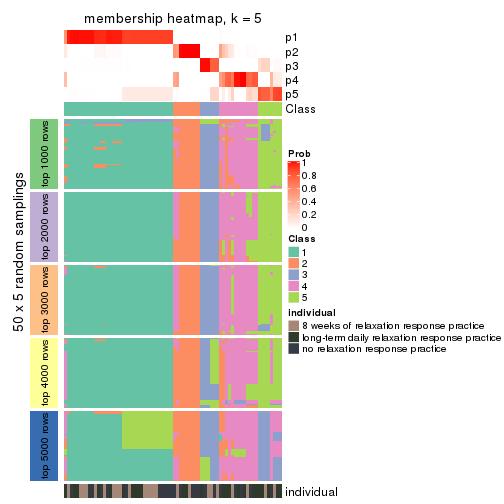 membership heatmap, k = 5
p1
p2
p3
p4
p5
Class
50 x 5 random samplings
top 1000 rows
top 2000 rows
top 3000 rows
top 4000 rows
top 5000 rows
Prob
1
0.8
0.6
0.4
0.2
0
Class
1
2
3
4
5
individual
8 weeks of relaxation response practice
long-term daily relaxation response practice
no relaxation response practice
individual